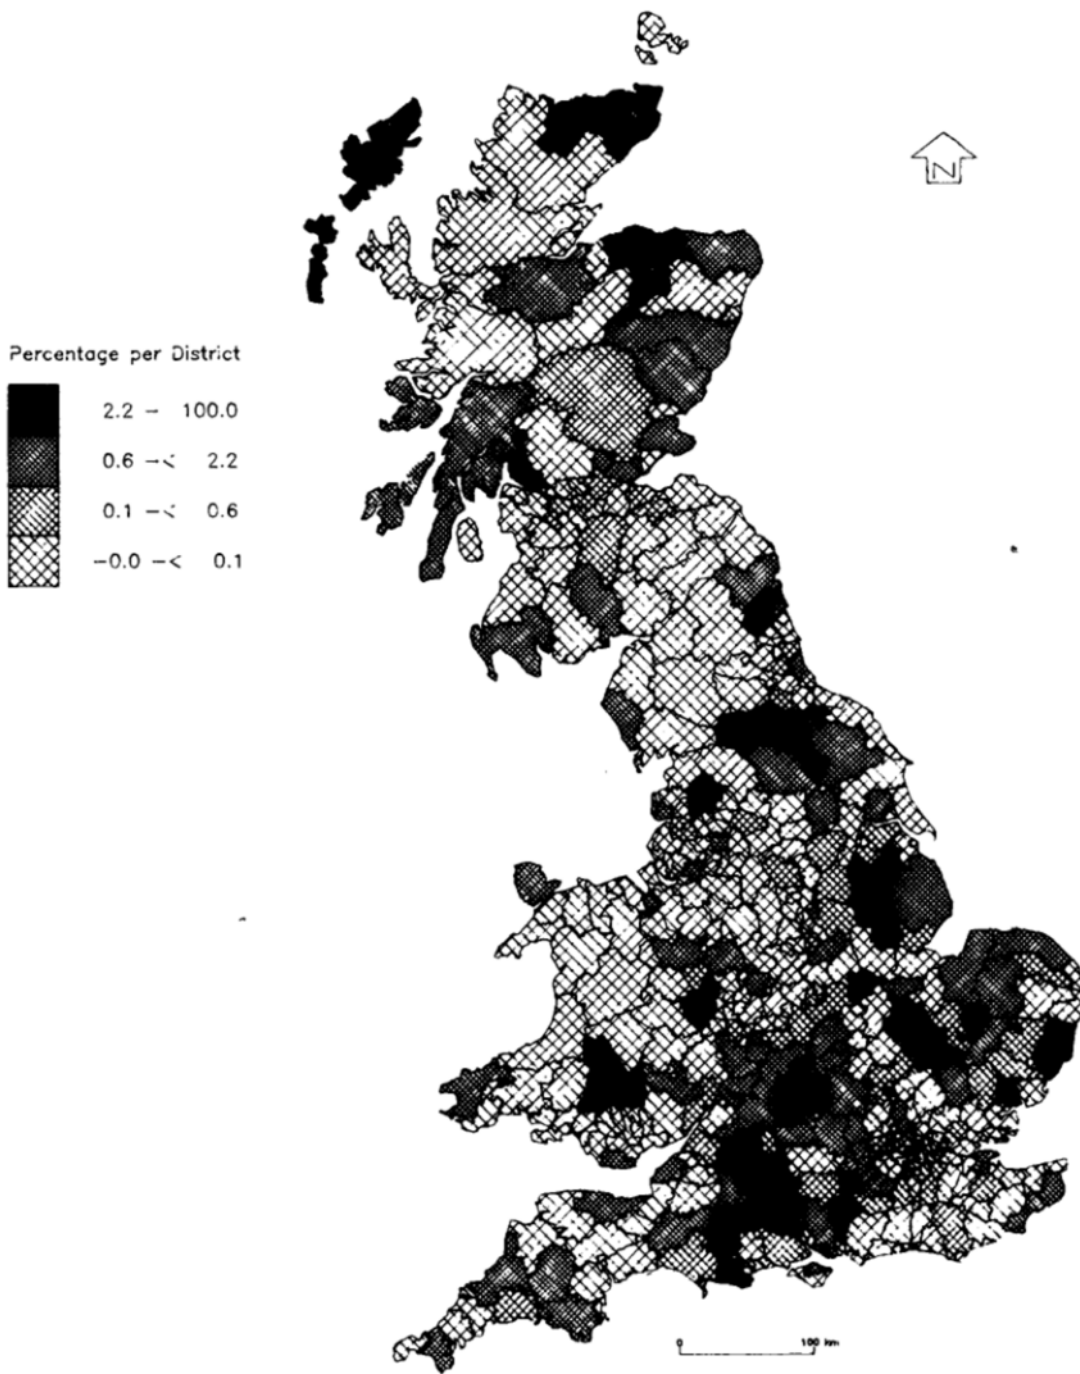 N
Percentage per District
2.2 – 100.0
0.6 –< 2.2
0.1 –< 0.6
-0.0 –< 0.1
0 100 km